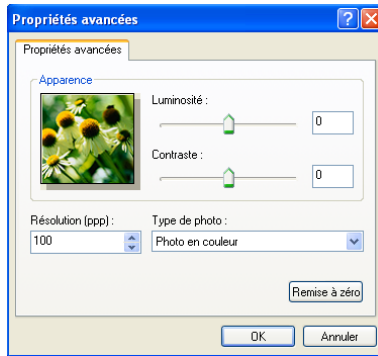 Propriétés avancées
Propriétés avancées
Apparence
Luminosité :
0
Contraste :
0
Résolution (ppp) :
Type de photo :
100
Photo en couleur
Remise à zéro
OK
Annuler